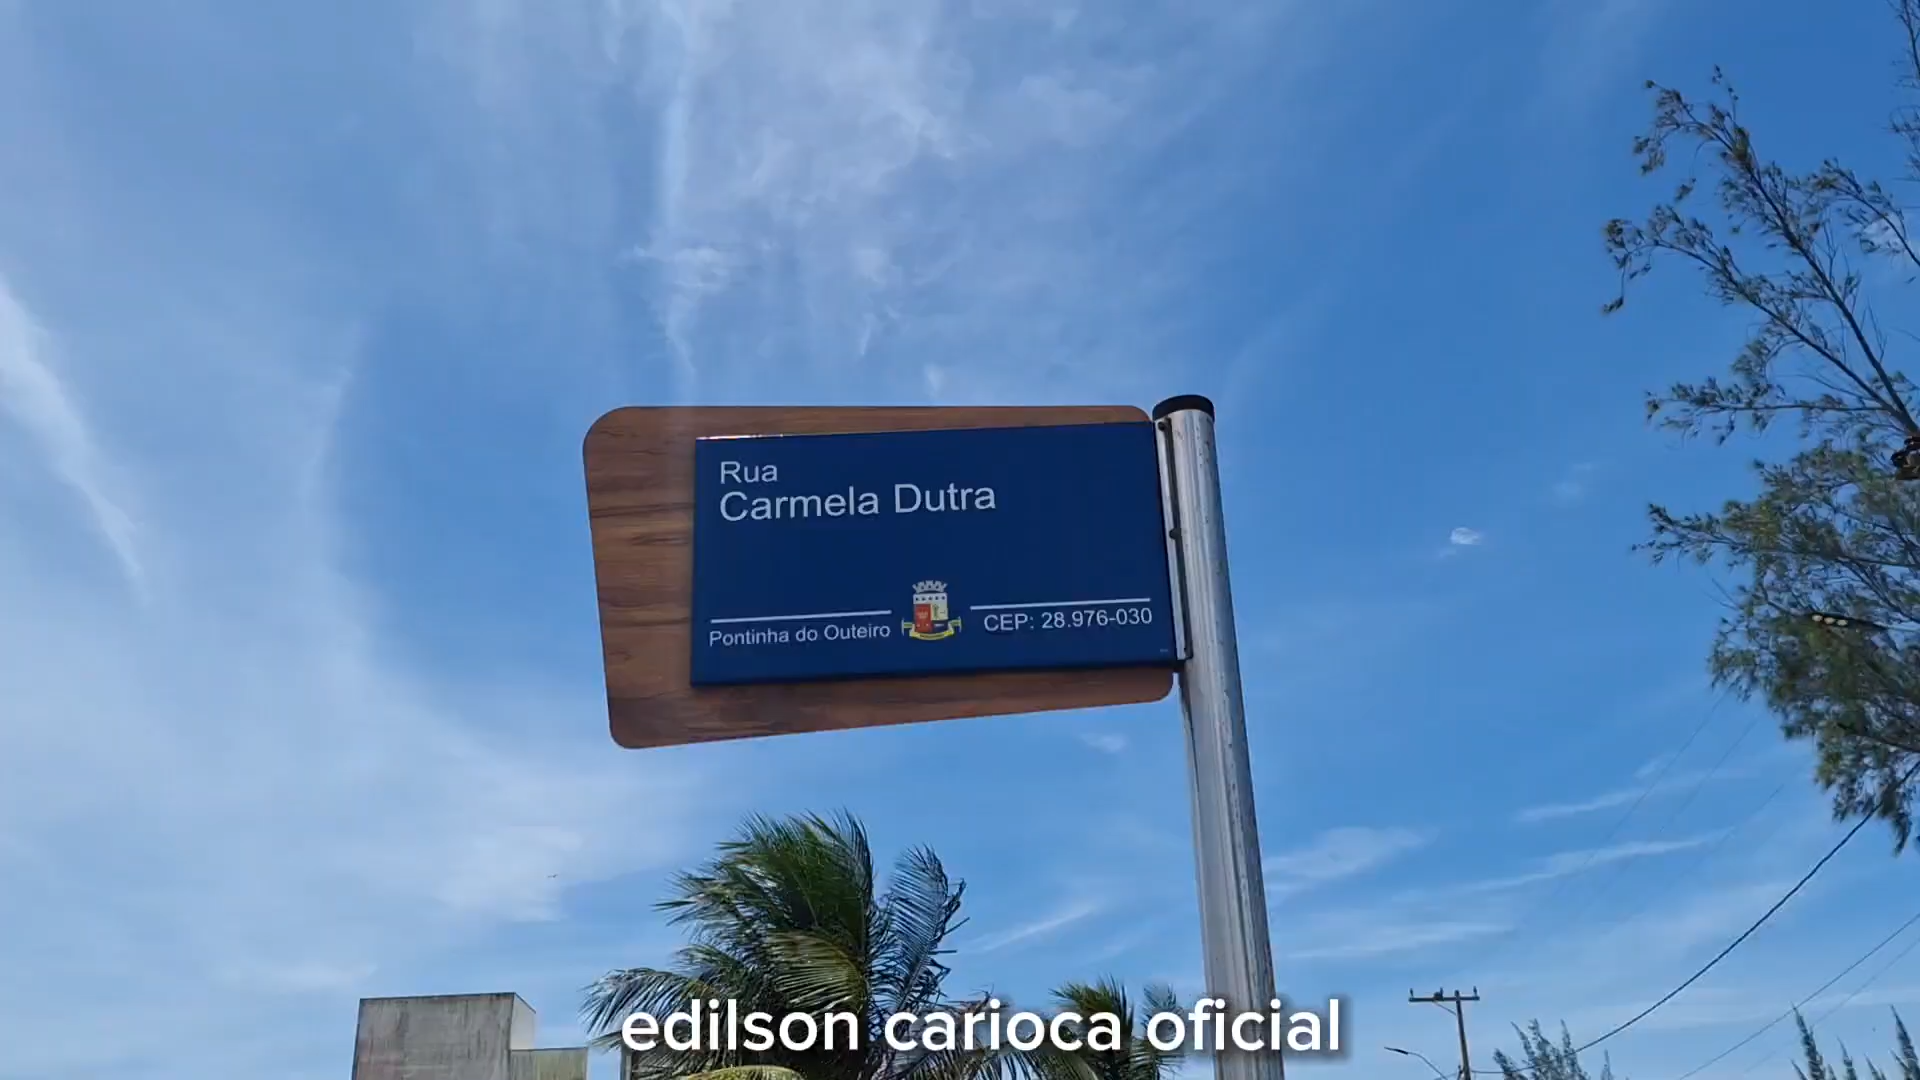 Rua
Carmela Dutra
Pontinha do Outeiro
CEP: 28.976-030
edilson carioca oficial